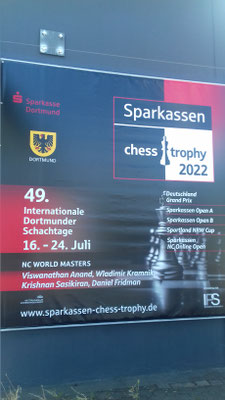 Sparkasse
Dortmund
DORTMUND
Sparkassen
chess trophy
2022
49.
Internationale
Dortmunder
Schachtage
16. – 24. Juli
Deutschland
Grand Prix
Sparkassen Open A
Sparkassen Open B
Sportland NRW Cup
Sparkassen
NC Online Open
NC WORLD MASTERS
Viswanathan Anand, Wladimir Kramnik
Krishnan Sasikiran, Daniel Fridman
www.sparkassen-chess-trophy.de